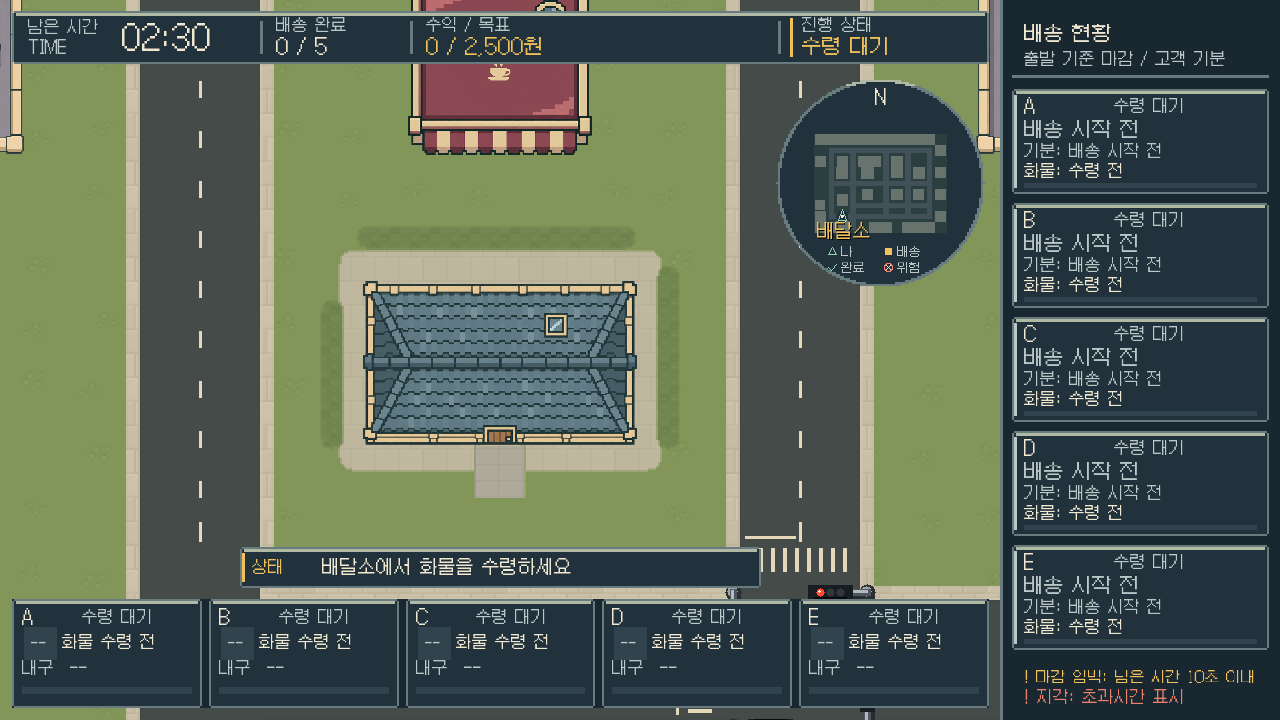 남은 시간
TIME
02:30
배송 완료
0 / 5
수익 / 목표
0 / 2,500원
진행 상태
수령 대기
N
배달소
나
배송
완료
위험
배송 현황
출발 기준 마감 / 고객 기분
A 수령 대기
배송 시작 전
기분: 배송 시작 전
화물: 수령 전
B 수령 대기
배송 시작 전
기분: 배송 시작 전
화물: 수령 전
C 수령 대기
배송 시작 전
기분: 배송 시작 전
화물: 수령 전
D 수령 대기
배송 시작 전
기분: 배송 시작 전
화물: 수령 전
E 수령 대기
배송 시작 전
기분: 배송 시작 전
화물: 수령 전
! 마감 임박: 남은 시간 10초 이내
! 지각: 초과시간 표시
상태 배달소에서 화물을 수령하세요
A 수령 대기
-- 화물 수령 전
내구 --
B 수령 대기
-- 화물 수령 전
내구 --
C 수령 대기
-- 화물 수령 전
내구 --
D 수령 대기
-- 화물 수령 전
내구 --
E 수령 대기
-- 화물 수령 전
내구 --